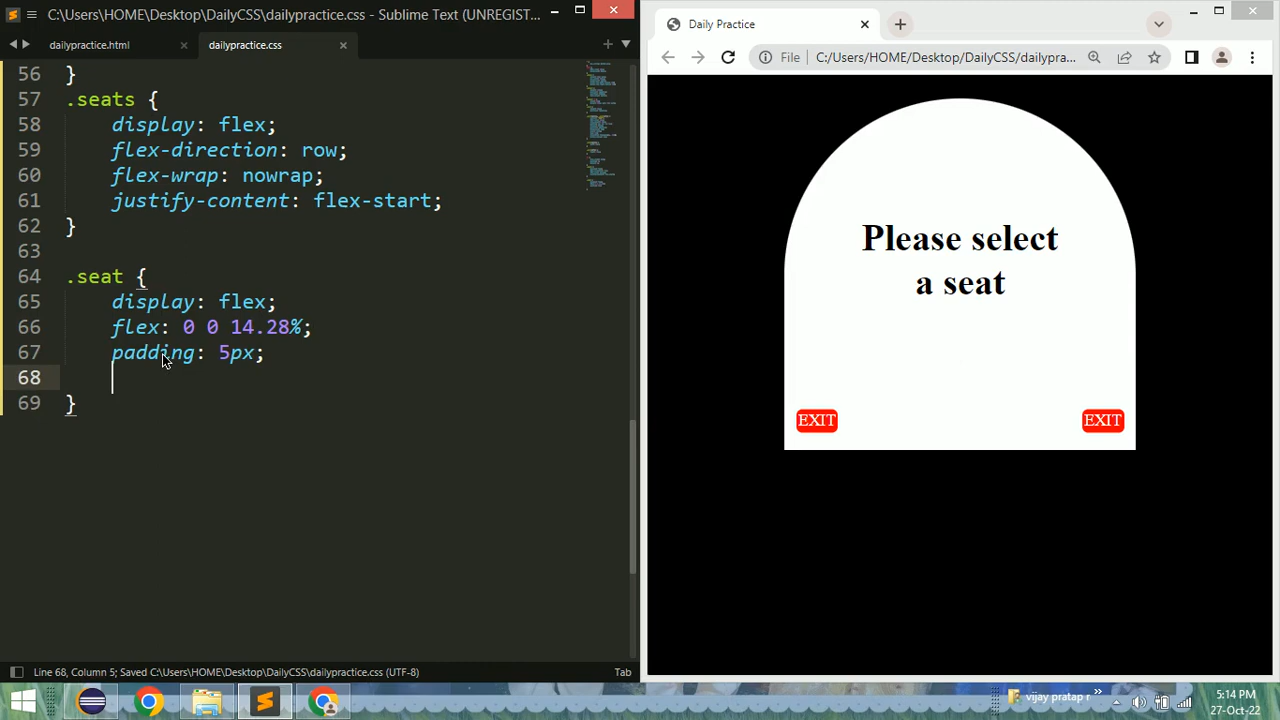 C:\Users\HOME\Desktop\DailyCSS\dailypractice.css - Sublime Text (UNREGIST...
dailypractice.html
dailypractice.css
56 }
57 .seats {
58 display: flex;
59 flex-direction: row;
60 flex-wrap: nowrap;
61 justify-content: flex-start;
62 }
63
64 .seat {
65 display: flex;
66 flex: 0 0 14.28%;
67 padding: 5px;
68
69 }
Line 68, Column 5; Saved C:\Users\HOME\Desktop\DailyCSS\dailypractice.css (UTF-8)
Tab
Daily Practice
File
C:/Users/HOME/Desktop/DailyCSS/dailypra...
Please select
a seat
EXIT
EXIT
vijay pratap r
5:14 PM
27-Oct-22